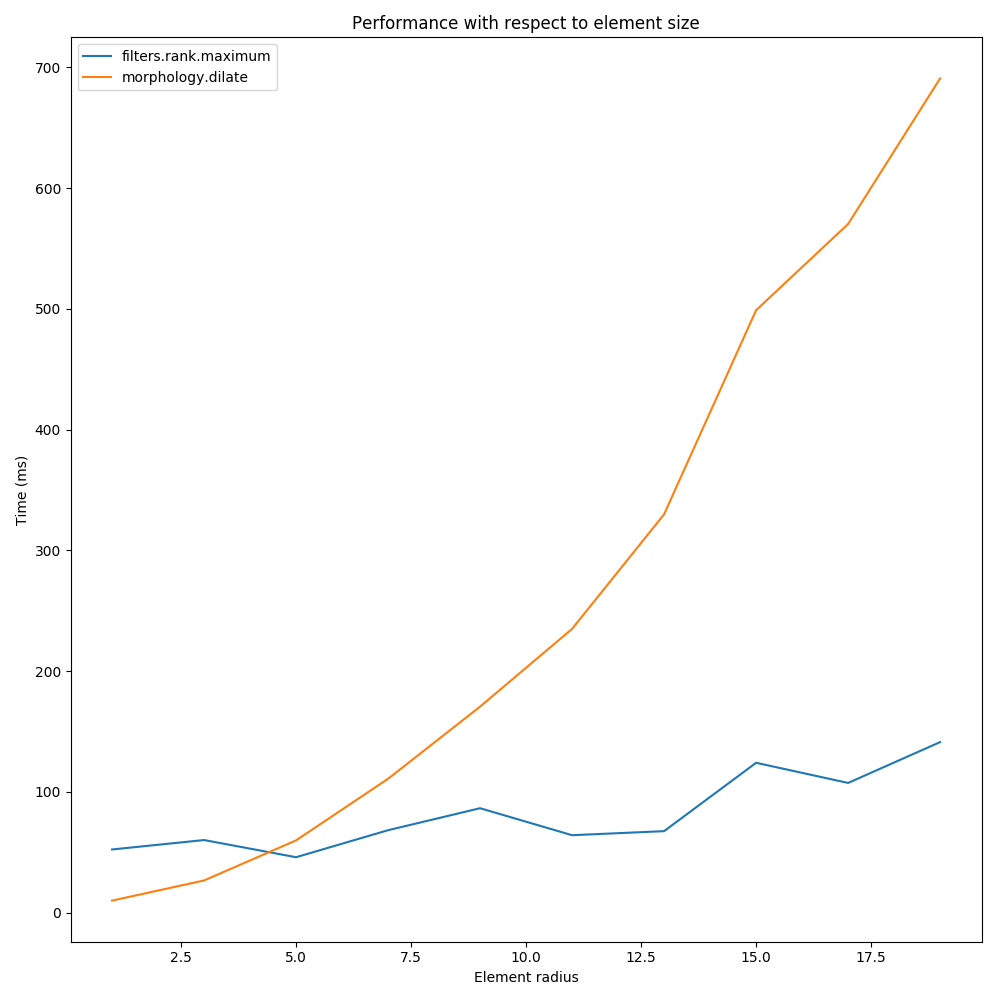 Performance with respect to element size
filters.rank.maximum
morphology.dilate
700
600
500
400
300
200
100
0
Time (ms)
2.5 5.0 7.5 10.0 12.5 15.0 17.5
Element radius